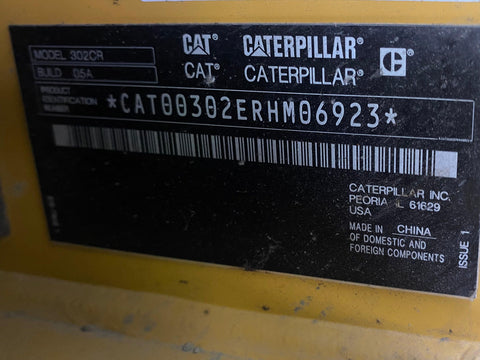 MODEL 302CR
BUILD 05A
CAT CATERPILLAR C
CAT® CATERPILLAR®
PRODUCT
IDENTIFICATION
NUMBER
*CAT00302ERHM06923*
CATERPILLAR INC.
PEORIA IL 61629
USA
MADE IN CHINA
OF DOMESTIC AND
FOREIGN COMPONENTS
ISSUE 1